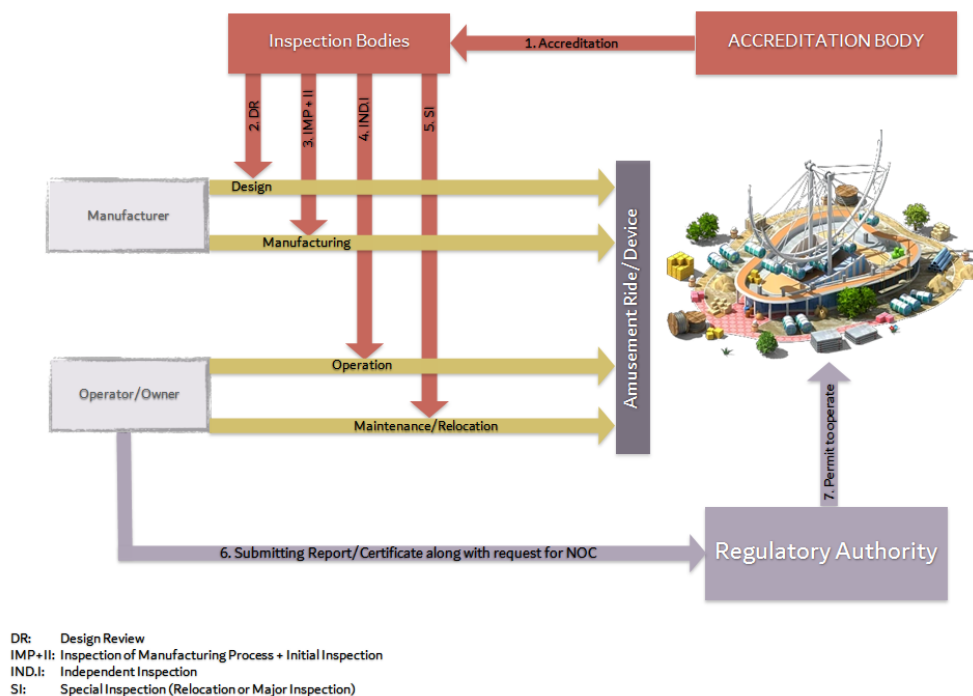 Inspection Bodies
1. Accreditation
ACCREDITATION BODY
2. DR
3. IMP + II
4. IND.I
5. SI
Manufacturer
Design
Manufacturing
Amusement Ride/Device
Operator/Owner
Operation
Maintenance/Relocation
7. Permit to operate
6. Submitting Report/Certificate along with request for NOC
Regulatory Authority
DR: Design Review
IMP+II: Inspection of Manufacturing Process + Initial Inspection
IND.I: Independent Inspection
SI: Special Inspection (Relocation or Major Inspection)